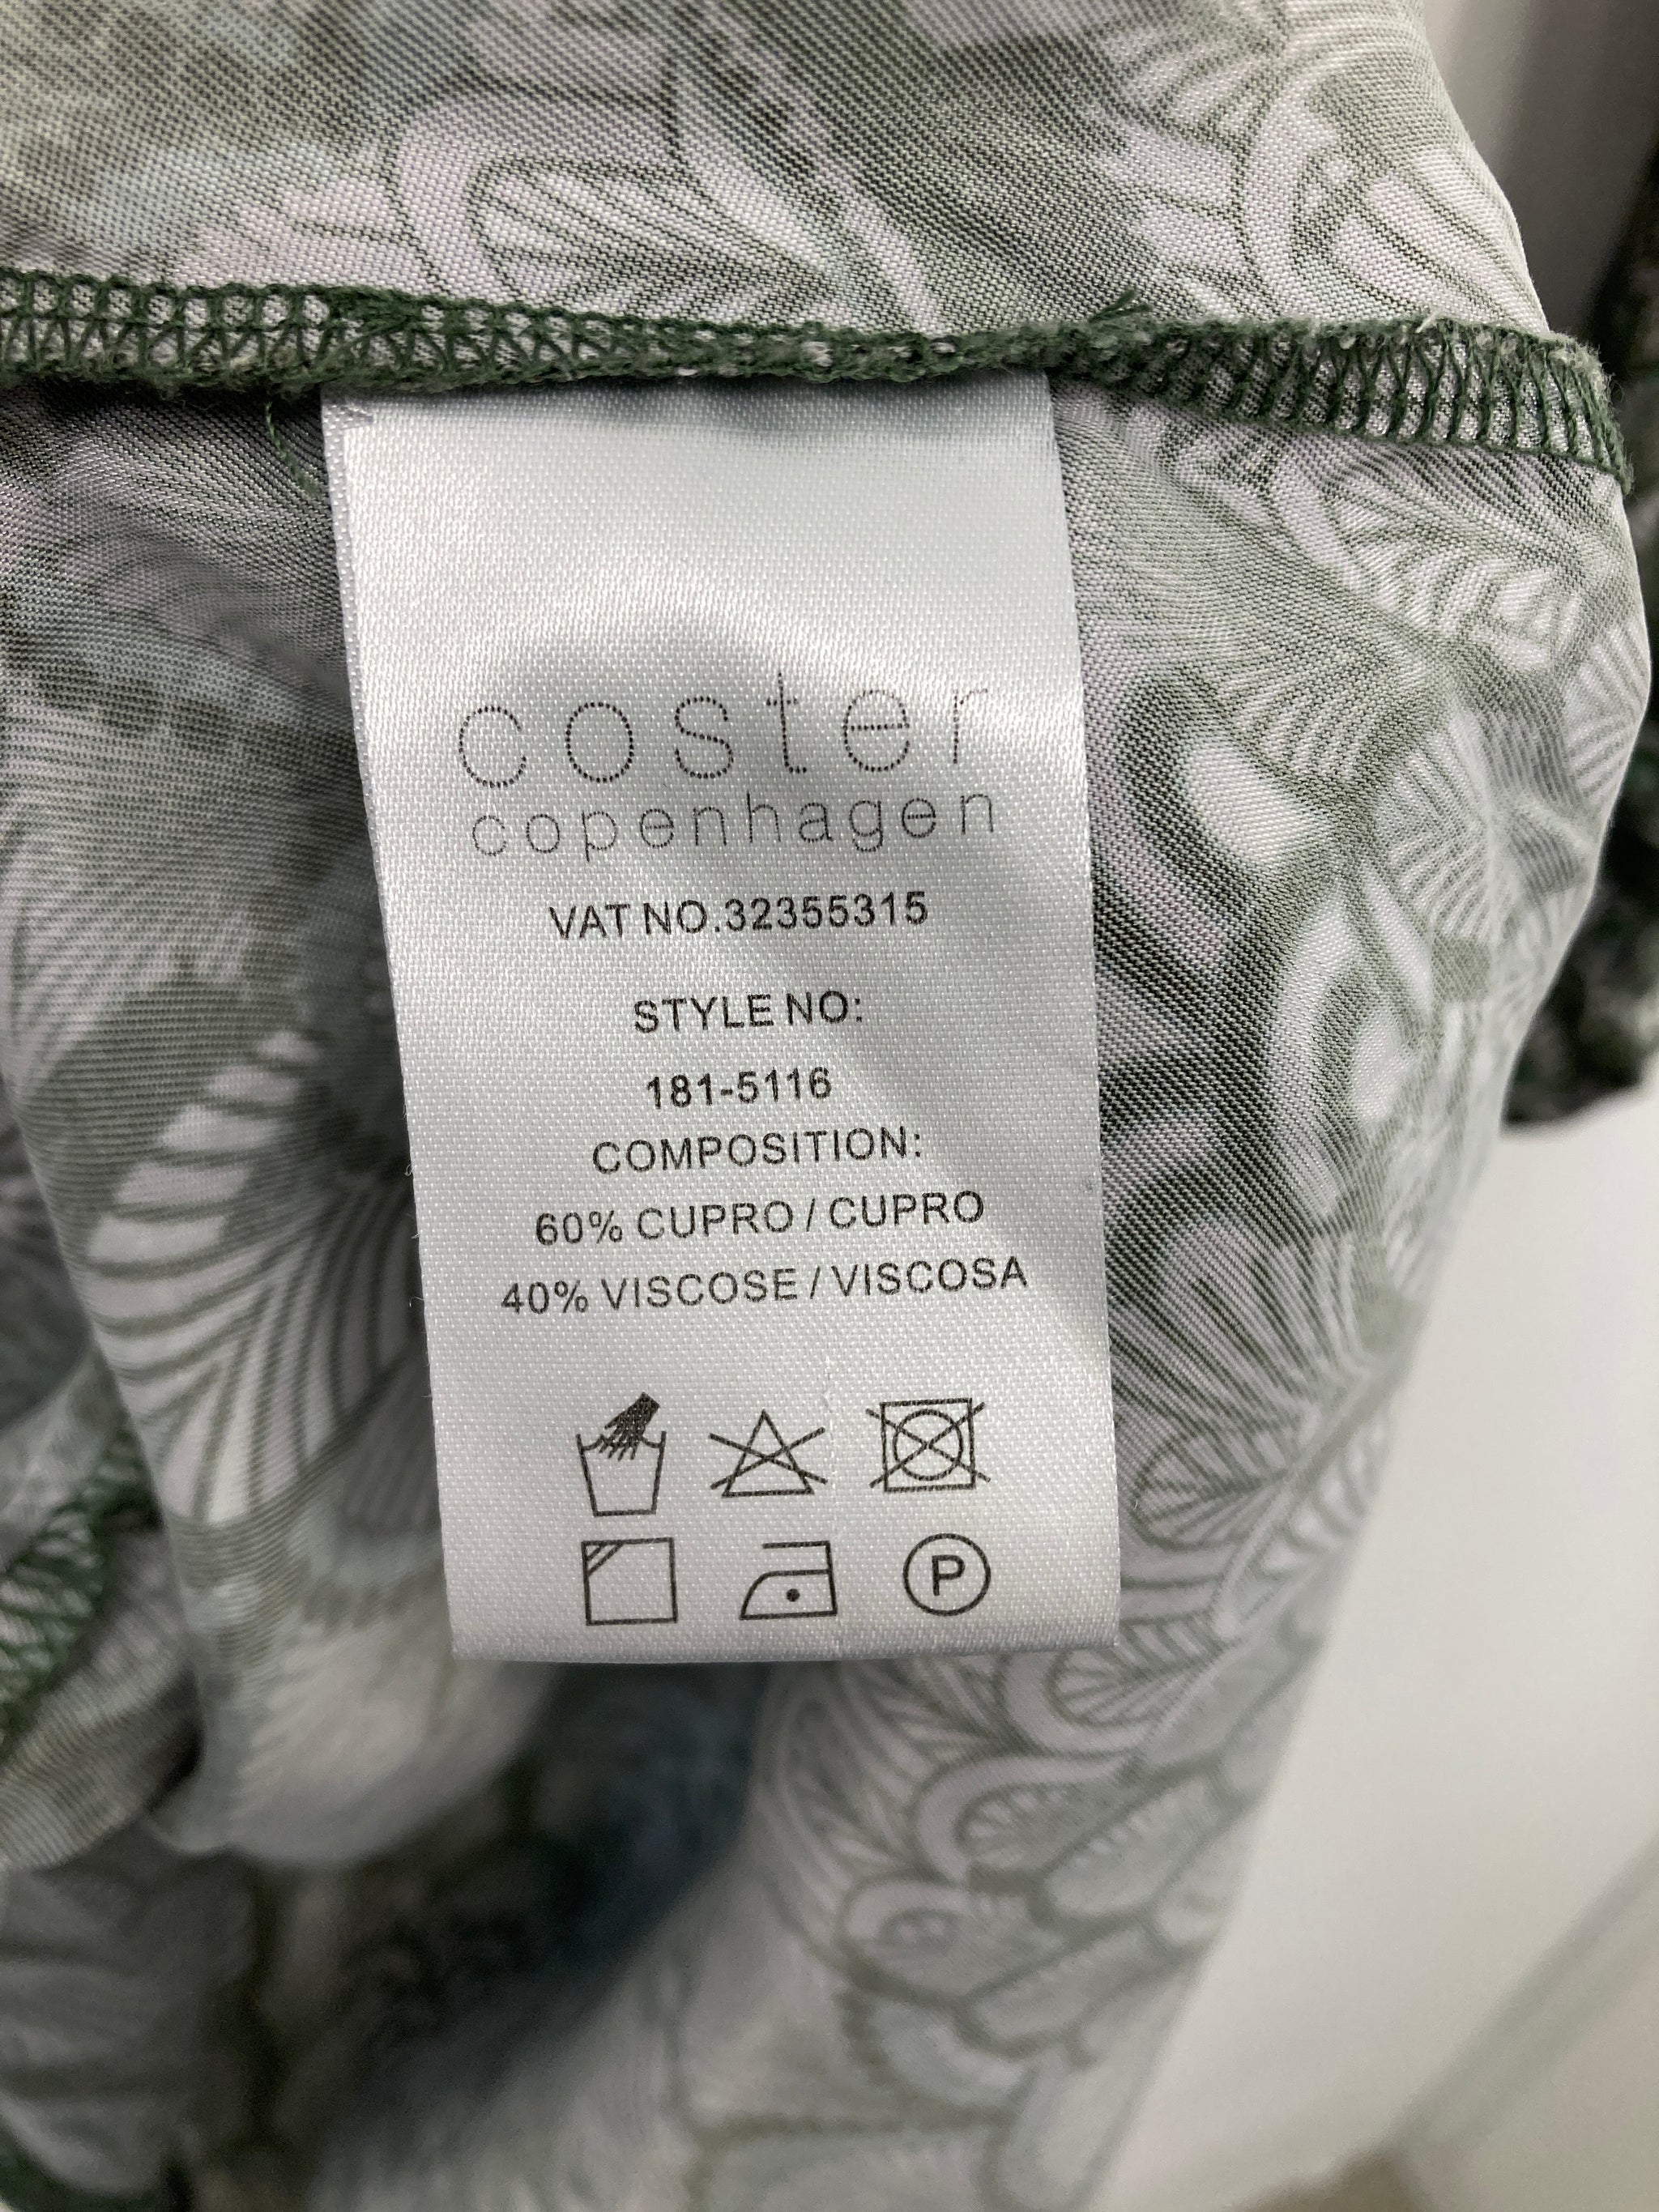 coster
copenhagen
VAT NO.32355315
STYLE NO:
181-5116
COMPOSITION:
60% CUPRO / CUPRO
40% VISCOSE / VISCOSA
P